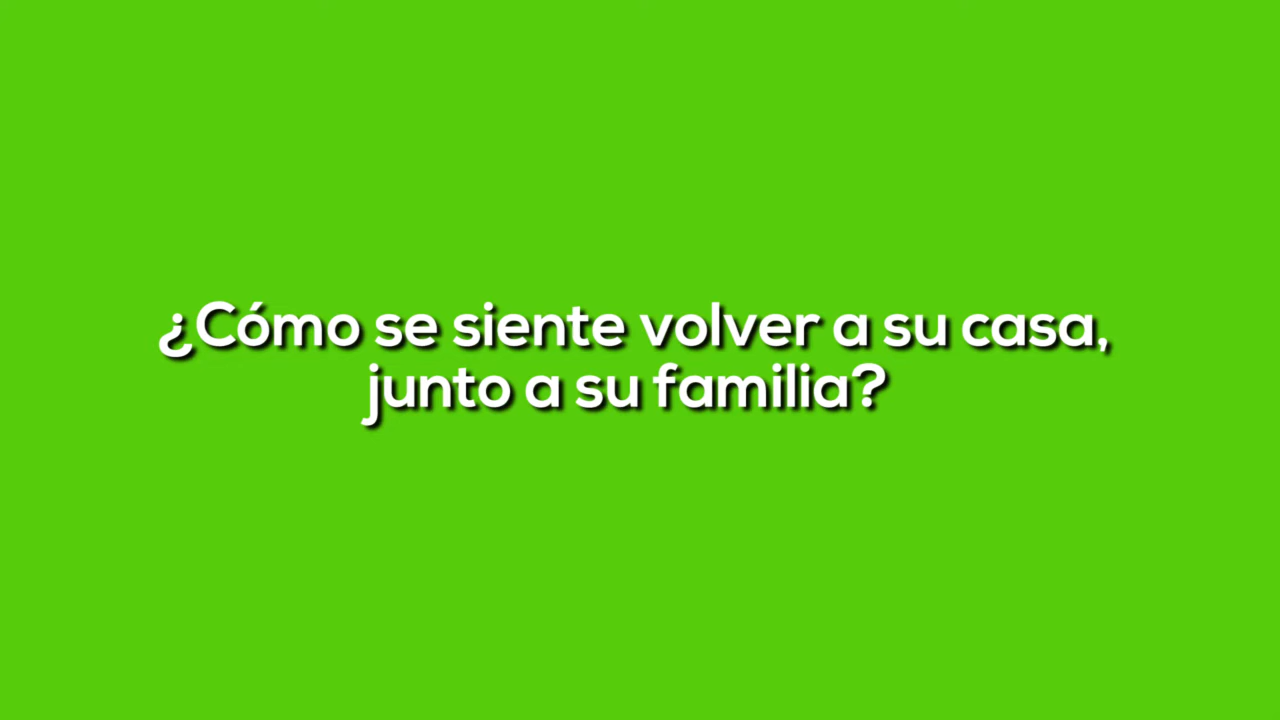 ¿Cómo se siente volver a su casa,
junto a su familia?